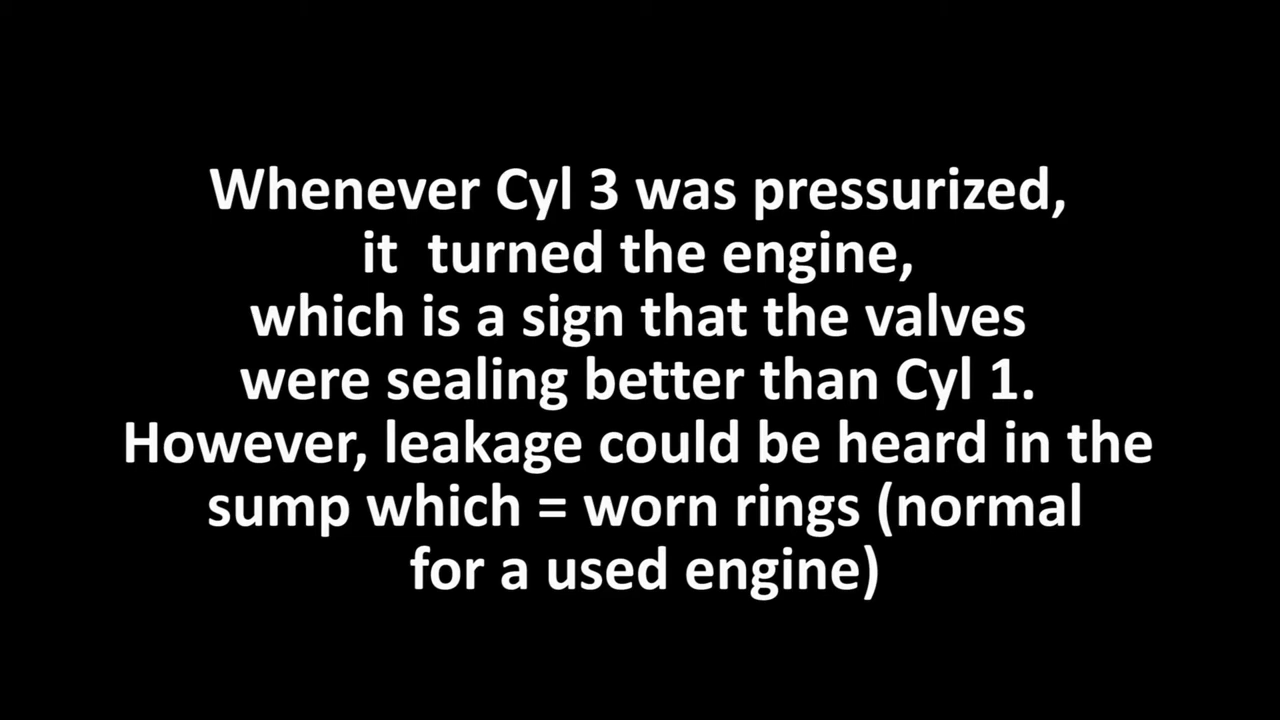 Whenever Cyl 3 was pressurized,
it  turned the engine,
which is a sign that the valves
were sealing better than Cyl 1.
However, leakage could be heard in the
sump which = worn rings (normal
for a used engine)